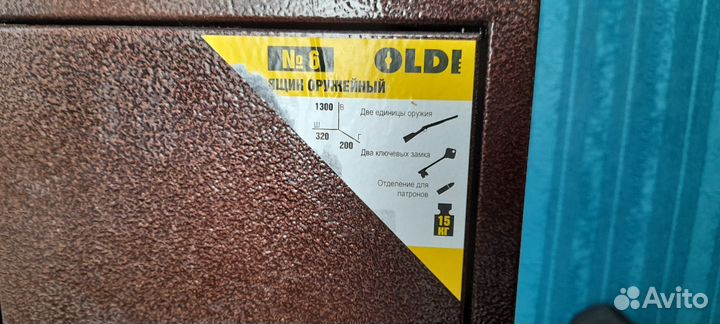 № 6 OLDI
ЯЩИК ОРУЖЕЙНЫЙ
1300 В
Ш
320
Г
200
Две единицы оружия
Два ключевых замка
Отделение для
патронов
15
КГ
Avito